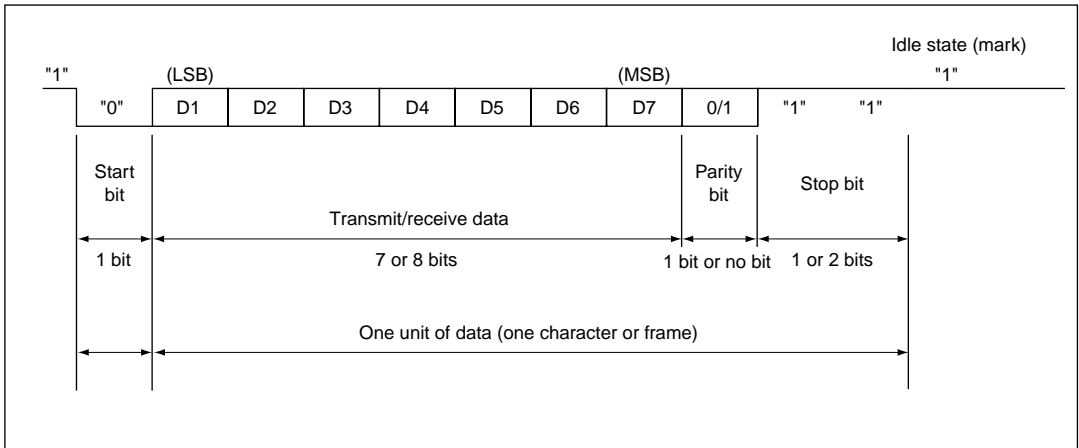 Idle state (mark)
"1" (LSB) (MSB) "1"
"0" D1 D2 D3 D4 D5 D6 D7 0/1 "1" "1"
Start
bit
Parity
bit
Stop bit
Transmit/receive data
1 bit 7 or 8 bits 1 bit or no bit 1 or 2 bits
One unit of data (one character or frame)